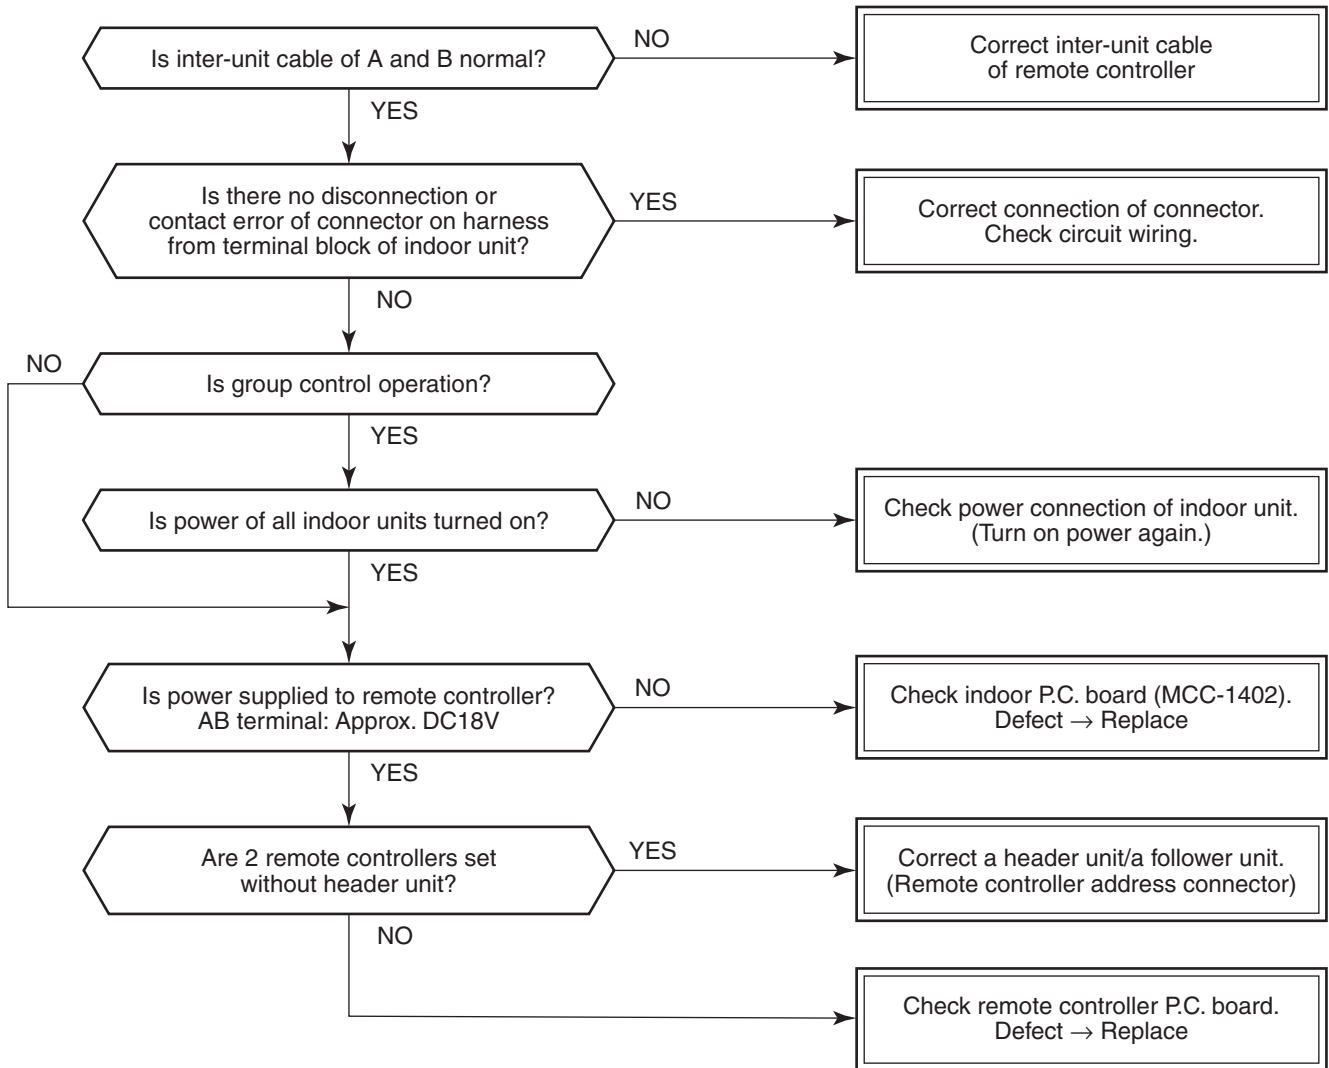 Is inter-unit cable of A and B normal?
NO
Correct inter-unit cable
of remote controller
YES
Is there no disconnection or
contact error of connector on harness
from terminal block of indoor unit?
YES
Correct connection of connector.
Check circuit wiring.
NO
NO
Is group control operation?
YES
Is power of all indoor units turned on?
NO
Check power connection of indoor unit.
(Turn on power again.)
YES
Is power supplied to remote controller?
AB terminal: Approx. DC18V
NO
Check indoor P.C. board (MCC-1402).
Defect → Replace
YES
Are 2 remote controllers set
without header unit?
YES
Correct a header unit/a follower unit.
(Remote controller address connector)
NO
Check remote controller P.C. board.
Defect → Replace